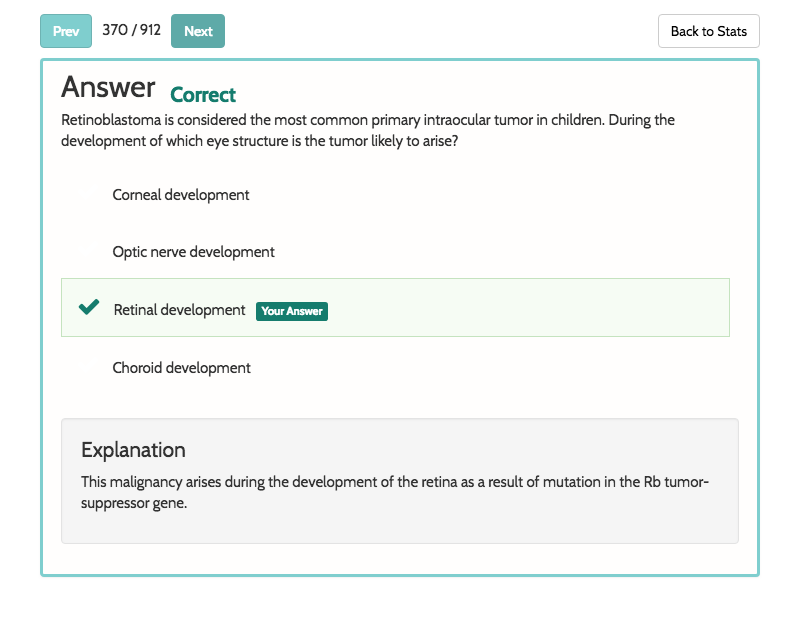 Prev 370 / 912 Next Back to Stats
Answer Correct
Retinoblastoma is considered the most common primary intraocular tumor in children. During the
development of which eye structure is the tumor likely to arise?
Corneal development
Optic nerve development
Retinal development Your Answer
Choroid development
Explanation
This malignancy arises during the development of the retina as a result of mutation in the Rb tumor-
suppressor gene.